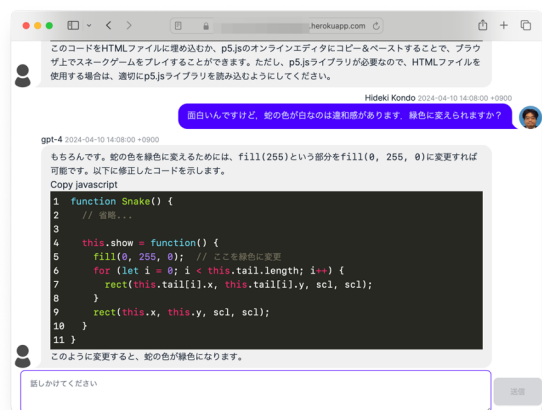 .herokuapp.com
このコードをHTMLファイルに埋め込むか、p5.jsのオンラインエディタにコピー&ペーストすることで、ブラウ
ザ上でスネークゲームをプレイすることができます。ただし、p5.jsライブラリが必要なので、HTMLファイルを
使用する場合は、適切にp5.jsライブラリを読み込むようにしてください。
Hideki Kondo 2024-04-10 14:08:00 +0900
面白いんですけど、蛇の色が白なのは違和感があります。緑色に変えられますか？
gpt-4 2024-04-10 14:08:00 +0900
もちろんです。蛇の色を緑色に変えるためには、fill(255)という部分をfill(0, 255, 0)に変更すれば
可能です。以下に修正したコードを示します。
Copy javascript
1 function Snake() {
2   // 省略...
3
4   this.show = function() {
5     fill(0, 255, 0);  // ここを緑色に変更
6     for (let i = 0; i < this.tail.length; i++) {
7       rect(this.tail[i].x, this.tail[i].y, scl, scl);
8     }
9     rect(this.x, this.y, scl, scl);
10   }
11 }
このように変更すると、蛇の色が緑色になります。
話しかけてください
送信